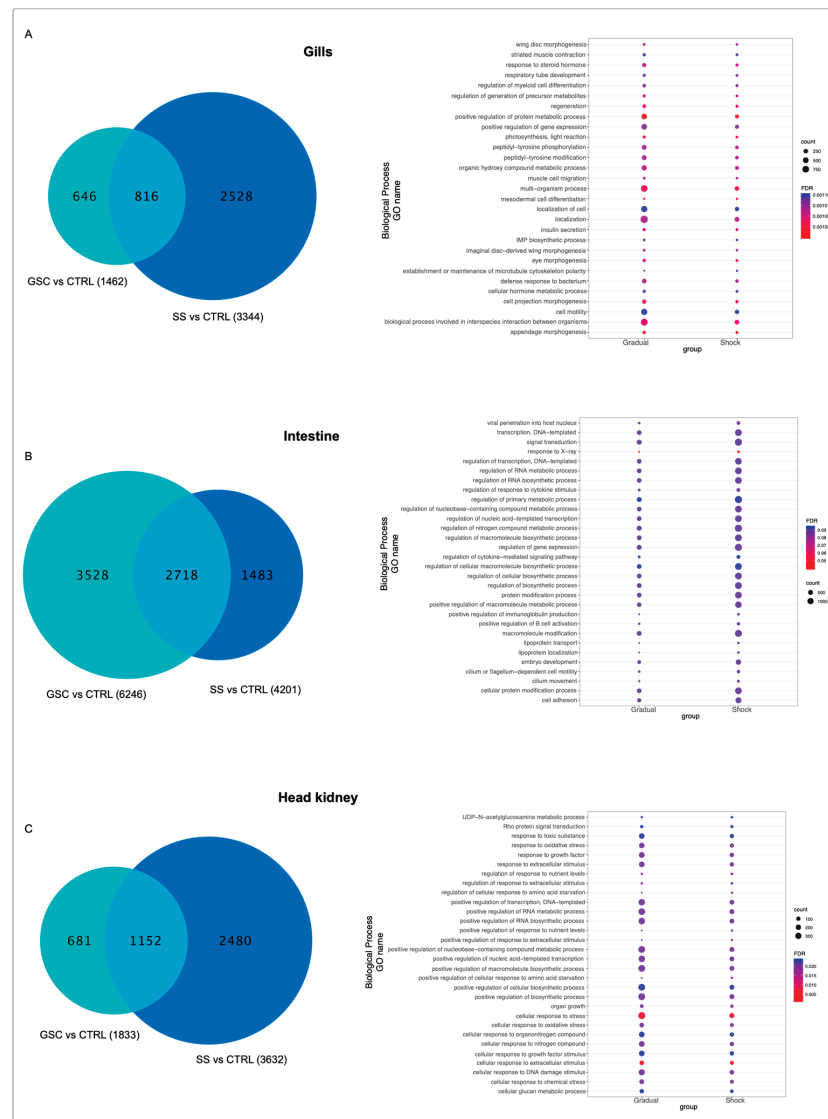 A
Gills
646
816
2528
GSC vs CTRL (1462)
SS vs CTRL (3344)
Biological Process
GO name
wing disc morphogenesis
striated muscle contraction
response to steroid hormone
respiratory tube development
regulation of myeloid cell differentiation
regulation of generation of precursor metabolites
regeneration
positive regulation of protein metabolic process
positive regulation of gene expression
photosynthesis, light reaction
peptidyl-tyrosine phosphorylation
peptidyl-tyrosine modification
organic hydroxy compound metabolic process
muscle cell migration
multi-organism process
mesodermal cell differentiation
localization of cell
localization
insulin secretion
IMP biosynthetic process
imaginal disc-derived wing morphogenesis
eye morphogenesis
establishment or maintenance of microtubule cytoskeleton polarity
defense response to bacterium
cellular hormone metabolic process
cell projection morphogenesis
cell motility
biological process involved in interspecies interaction between organisms
appendage morphogenesis
Gradual
Shock
group
count
250
500
750
FDR
B
Intestine
3528
2718
1483
GSC vs CTRL (6246)
SS vs CTRL (4201)
Biological Process
GO name
viral penetration into host nucleus
transcription, DNA-templated
signal transduction
response to X-ray
regulation of transcription, DNA-templated
regulation of RNA metabolic process
regulation of RNA biosynthetic process
regulation of response to cytokine stimulus
regulation of primary metabolic process
regulation of nucleobase-containing compound metabolic process
regulation of nucleic acid-templated transcription
regulation of nitrogen compound metabolic process
regulation of macromolecule biosynthetic process
regulation of gene expression
regulation of cytokine-mediated signaling pathway
regulation of cellular macromolecule biosynthetic process
regulation of cellular biosynthetic process
regulation of biosynthetic process
protein modification process
positive regulation of macromolecule metabolic process
positive regulation of immunoglobulin production
positive regulation of B cell activation
macromolecule modification
lipoprotein transport
lipoprotein localization
embryo development
cilium or flagellum-dependent cell motility
cilium movement
cellular protein modification process
cell adhesion
Gradual
Shock
group
FDR
0.09
0.08
0.07
0.06
0.05
count
500
1000
C
Head kidney
681
1152
2480
GSC vs CTRL (1833)
SS vs CTRL (3632)
Biological Process
GO name
UDP-N-acetylglucosamine metabolic process
Rho protein signal transduction
response to toxic substance
response to oxidative stress
response to growth factor
response to extracellular stimulus
regulation of response to nutrient levels
regulation of response to extracellular stimulus
regulation of cellular response to amino acid starvation
positive regulation of transcription, DNA-templated
positive regulation of RNA metabolic process
positive regulation of RNA biosynthetic process
positive regulation of response to nutrient levels
positive regulation of response to extracellular stimulus
positive regulation of nucleobase-containing compound metabolic process
positive regulation of nucleic acid-templated transcription
positive regulation of macromolecule biosynthetic process
positive regulation of cellular response to amino acid starvation
positive regulation of cellular biosynthetic process
positive regulation of biosynthetic process
organ growth
cellular response to stress
cellular response to oxidative stress
cellular response to organonitrogen compound
cellular response to nitrogen compound
cellular response to growth factor stimulus
cellular response to extracellular stimulus
cellular response to DNA damage stimulus
cellular response to chemical stress
cellular glucan metabolic process
Gradual
Shock
group
count
100
200
300
FDR
0.020
0.015
0.010
0.005